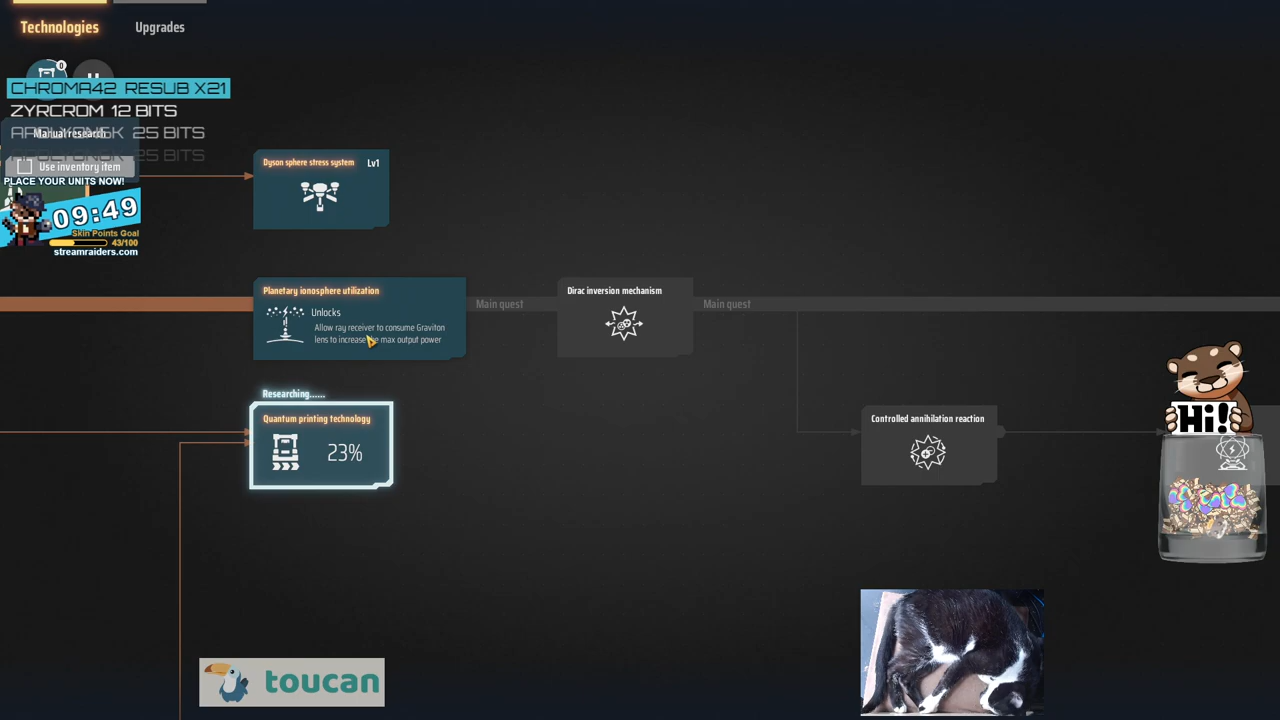 Technologies
Upgrades
0
CHROMA42 RESUB X21
ZYRCROM 12 BITS
25 BITS
Manual research
25 BITS
Use inventory item
PLACE YOUR UNITS NOW!
09:49
Skin Points Goal
43/100
streamraiders.com
Dyson sphere stress system Lv1
Planetary ionosphere utilization
Unlocks
Allow ray receiver to consume Graviton
lens to increase the max output power
Main quest
Dirac inversion mechanism
Main quest
Researching......
Quantum printing technology
23%
Controlled annihilation reaction
Hi!
toucan